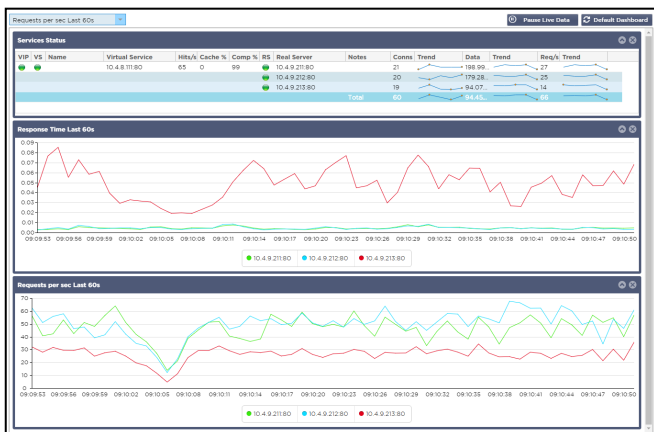 Requests per sec Last 60s
Pause Live Data
Default Dashboard
Services Status
VIP VS Name Virtual Service Hits/s Cache % Comp % RS Real Server Notes Conns Trend Data Trend Req/s Trend
10.4.8.111:80 65 0 99 10.4.9.211:80 21 198.99... 27
10.4.9.212:80 20 179.28... 25
10.4.9.213:80 19 94.07... 14
Total 60 94.45... 66
Response Time Last 60s
0.09
0.08
0.07
0.06
0.05
0.04
0.03
0.02
0.01
0.00
09:09:53 09:09:56 09:09:59 09:10:02 09:10:05 09:10:08 09:10:11 09:10:14 09:10:17 09:10:20 09:10:23 09:10:26 09:10:29 09:10:32 09:10:35 09:10:38 09:10:41 09:10:44 09:10:47 09:10:50
10.4.9.211:80 10.4.9.212:80 10.4.9.213:80
Requests per sec Last 60s
70
60
50
40
30
20
10
0
09:09:53 09:09:56 09:09:59 09:10:02 09:10:05 09:10:08 09:10:11 09:10:14 09:10:17 09:10:20 09:10:23 09:10:26 09:10:29 09:10:32 09:10:35 09:10:38 09:10:41 09:10:44 09:10:47 09:10:50
10.4.9.211:80 10.4.9.212:80 10.4.9.213:80